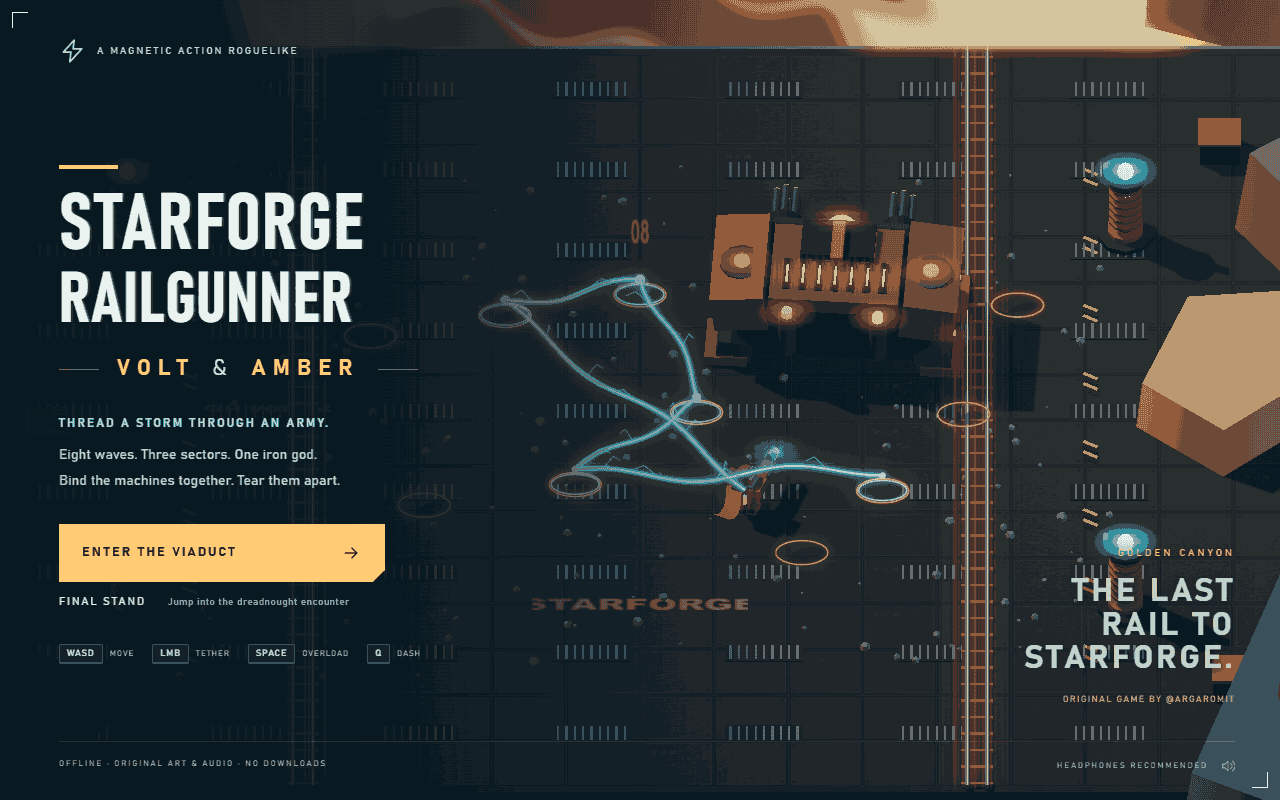 A MAGNETIC ACTION ROGUELIKE
STARFORGE
RAILGUNNER
VOLT & AMBER
THREAD A STORM THROUGH AN ARMY.
Eight waves. Three sectors. One iron god.
Bind the machines together. Tear them apart.
ENTER THE VIADUCT →
FINAL STAND Jump into the dreadnought encounter
WASD MOVE LMB TETHER SPACE OVERLOAD Q DASH
OFFLINE · ORIGINAL ART & AUDIO · NO DOWNLOADS
08
STARFORGE
GOLDEN CANYON
THE LAST
RAIL TO
STARFORGE.
ORIGINAL GAME BY @ARGAROMIT
HEADPHONES RECOMMENDED